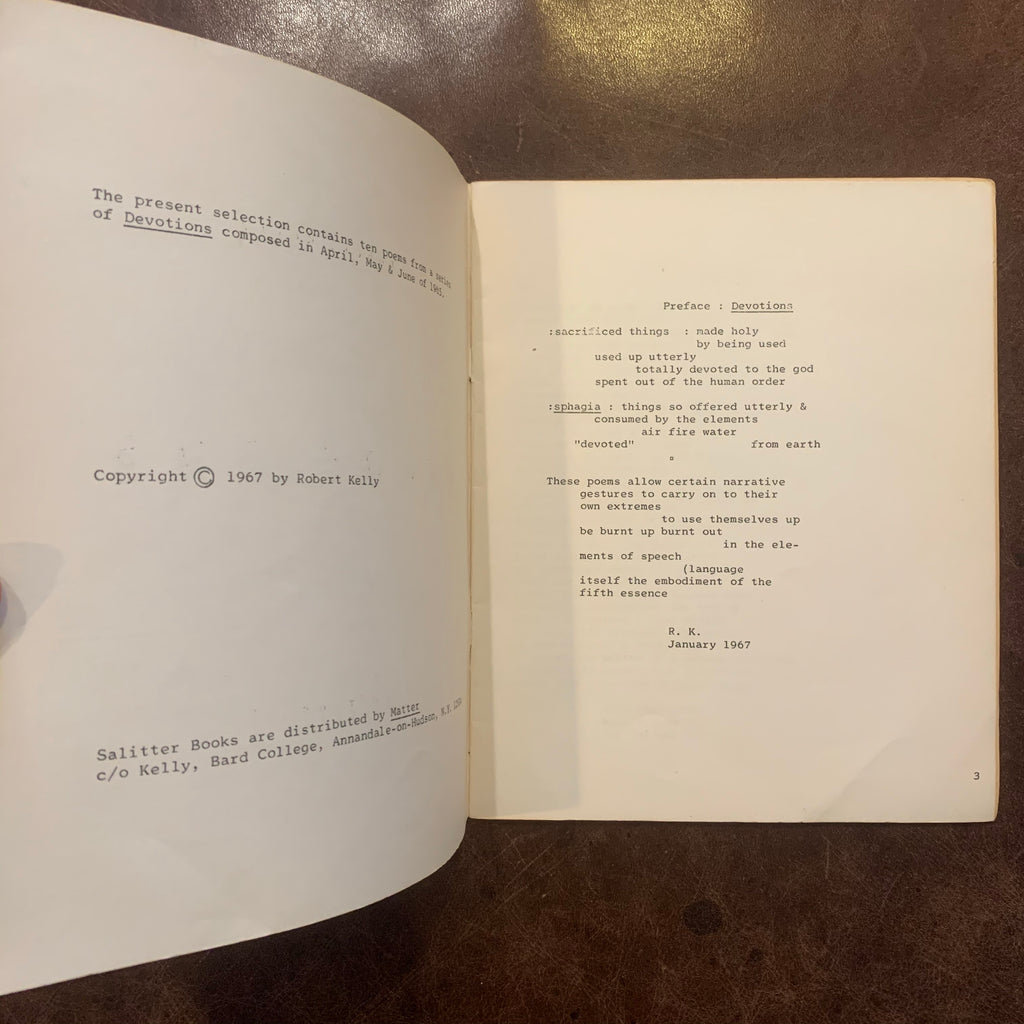 The present selection contains ten poems from a series
of Devotions composed in April, May & June of 1965.
Copyright © 1967 by Robert Kelly
Salitter Books are distributed by Matter
c/o Kelly, Bard College, Annandale-on-Hudson, N.Y.
Preface : Devotions
:sacrificed things : made holy
by being used
used up utterly
totally devoted to the god
spent out of the human order
:sphagia : things so offered utterly &
consumed by the elements
air fire water
"devoted" from earth
These poems allow certain narrative
gestures to carry on to their
own extremes
to use themselves up
be burnt up burnt out
in the ele-
ments of speech
(language
itself the embodiment of the
fifth essence
R. K.
January 1967
3